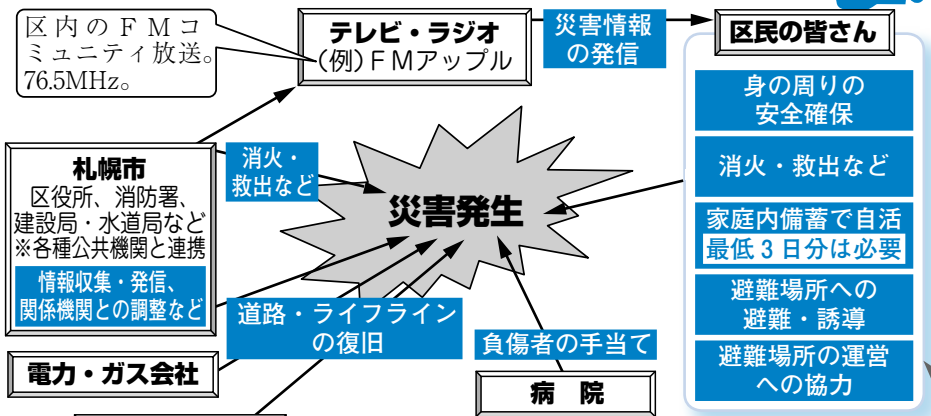 区内のＦＭコ
ミュニティ放送。
76.5MHz。
テレビ・ラジオ
(例)ＦＭアップル
災害情報
の発信
区民の皆さん
身の周りの
安全確保
消火・救出など
家庭内備蓄で自活
最低３日分は必要
避難場所への
避難・誘導
避難場所の運営
への協力
札幌市
区役所、消防署、
建設局・水道局など
※各種公共機関と連携
情報収集・発信、
関係機関との調整など
消火・
救出など
災害発生
道路・ライフライン
の復旧
負傷者の手当て
電力・ガス会社
病院